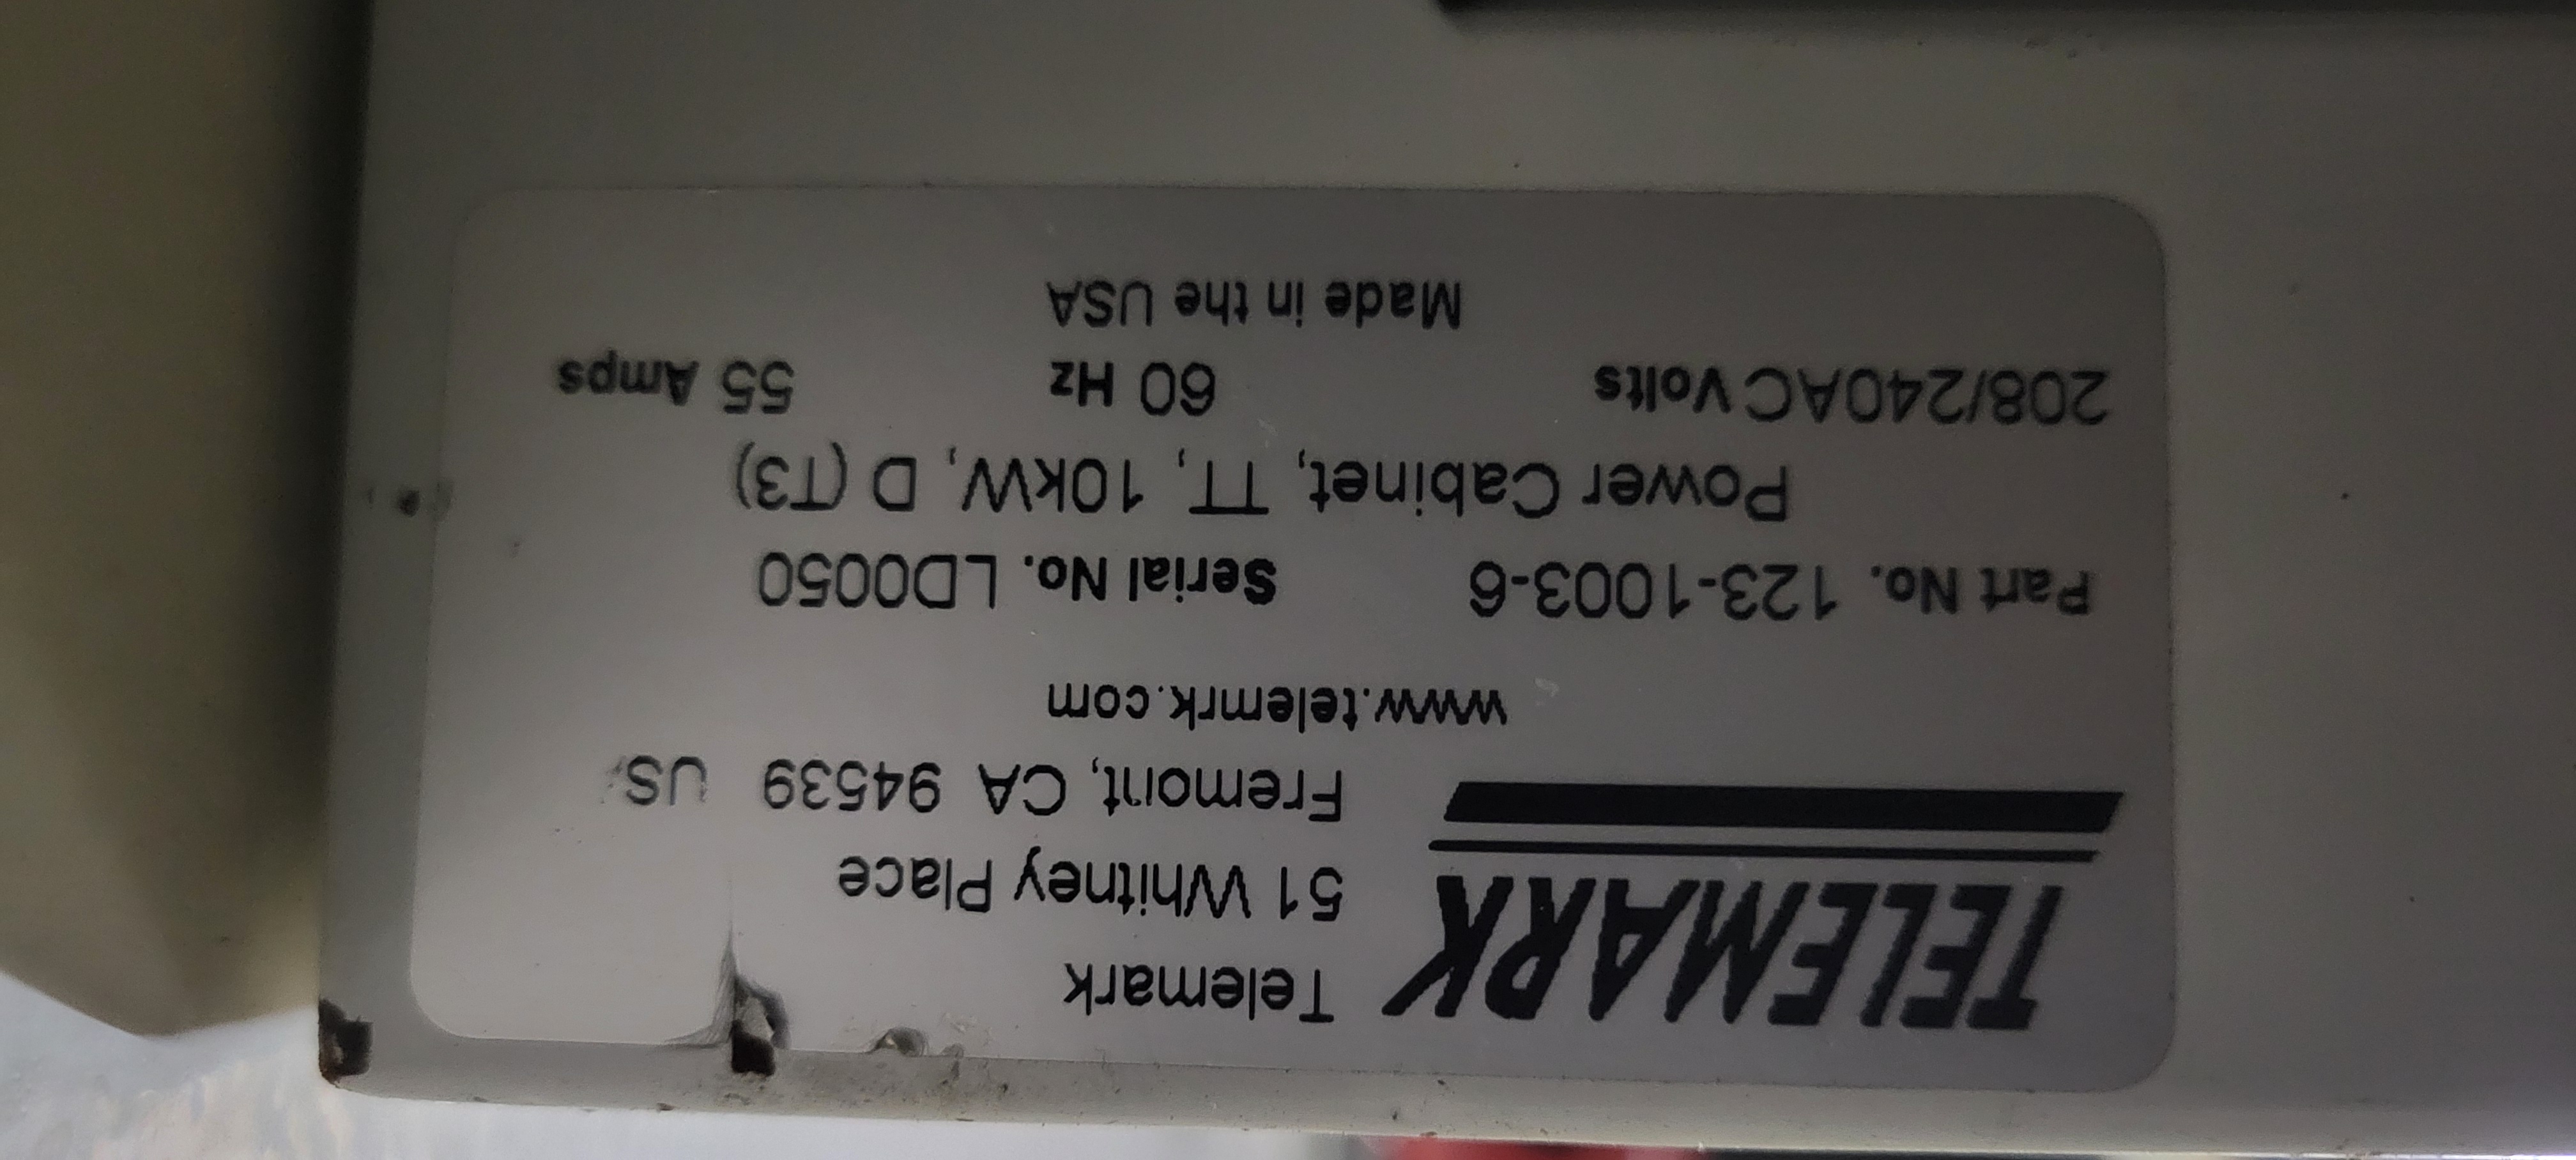 TELEMARK
Telemark
51 Whitney Place
Fremont, CA 94539 US
www.telemrk.com
Part No. 123-1003-6 Serial No. LD0050
Power Cabinet, TT, 10kW, D (T3)
208/240AC Volts 60 Hz 55 Amps
Made in the USA